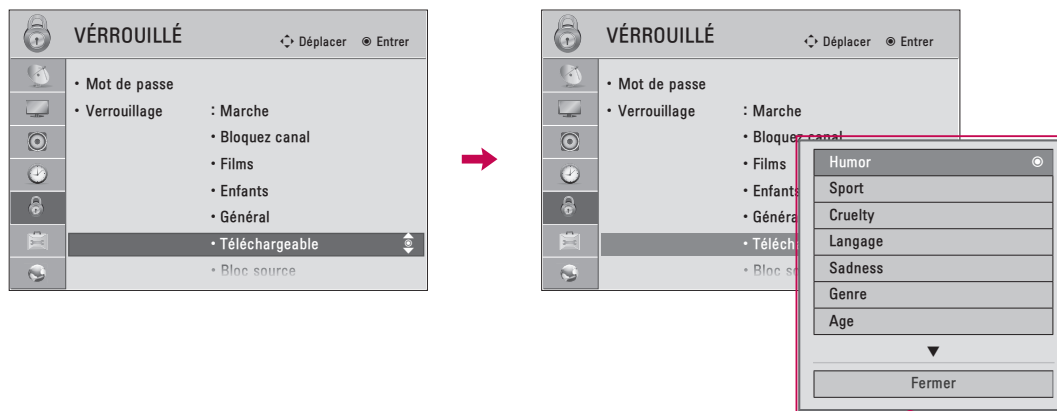 VÉRROUILLÉ
Déplacer Entrer
• Mot de passe
• Verrouillage : Marche
• Bloquez canal
• Films
• Enfants
• Général
• Téléchargeable
• Bloc source
VÉRROUILLÉ
Déplacer Entrer
• Mot de passe
• Verrouillage : Marche
• Bloquez canal
• Films
• Enfants
• Généra
• Téléch
• Bloc so
Humor
Sport
Cruelty
Langage
Sadness
Genre
Age
▼
Fermer